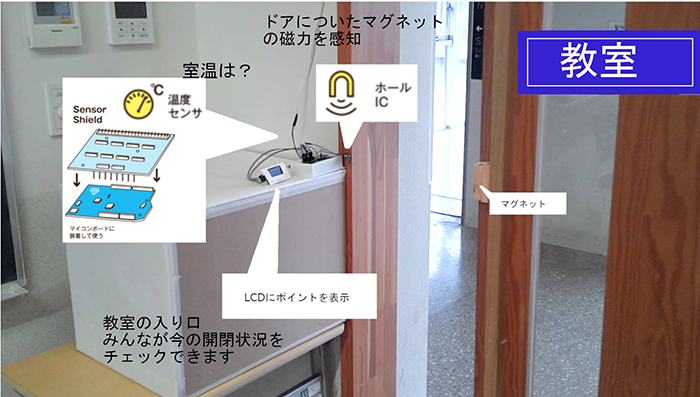 ドアについたマグネット
の磁力を感知
教室
室温は？
℃
温度
センサ
Sensor
Shield
マイコンボードに
装着して使う
ホール
IC
マグネット
LCDにポイントを表示
教室の入り口
みんなが今の開閉状況を
チェックできます